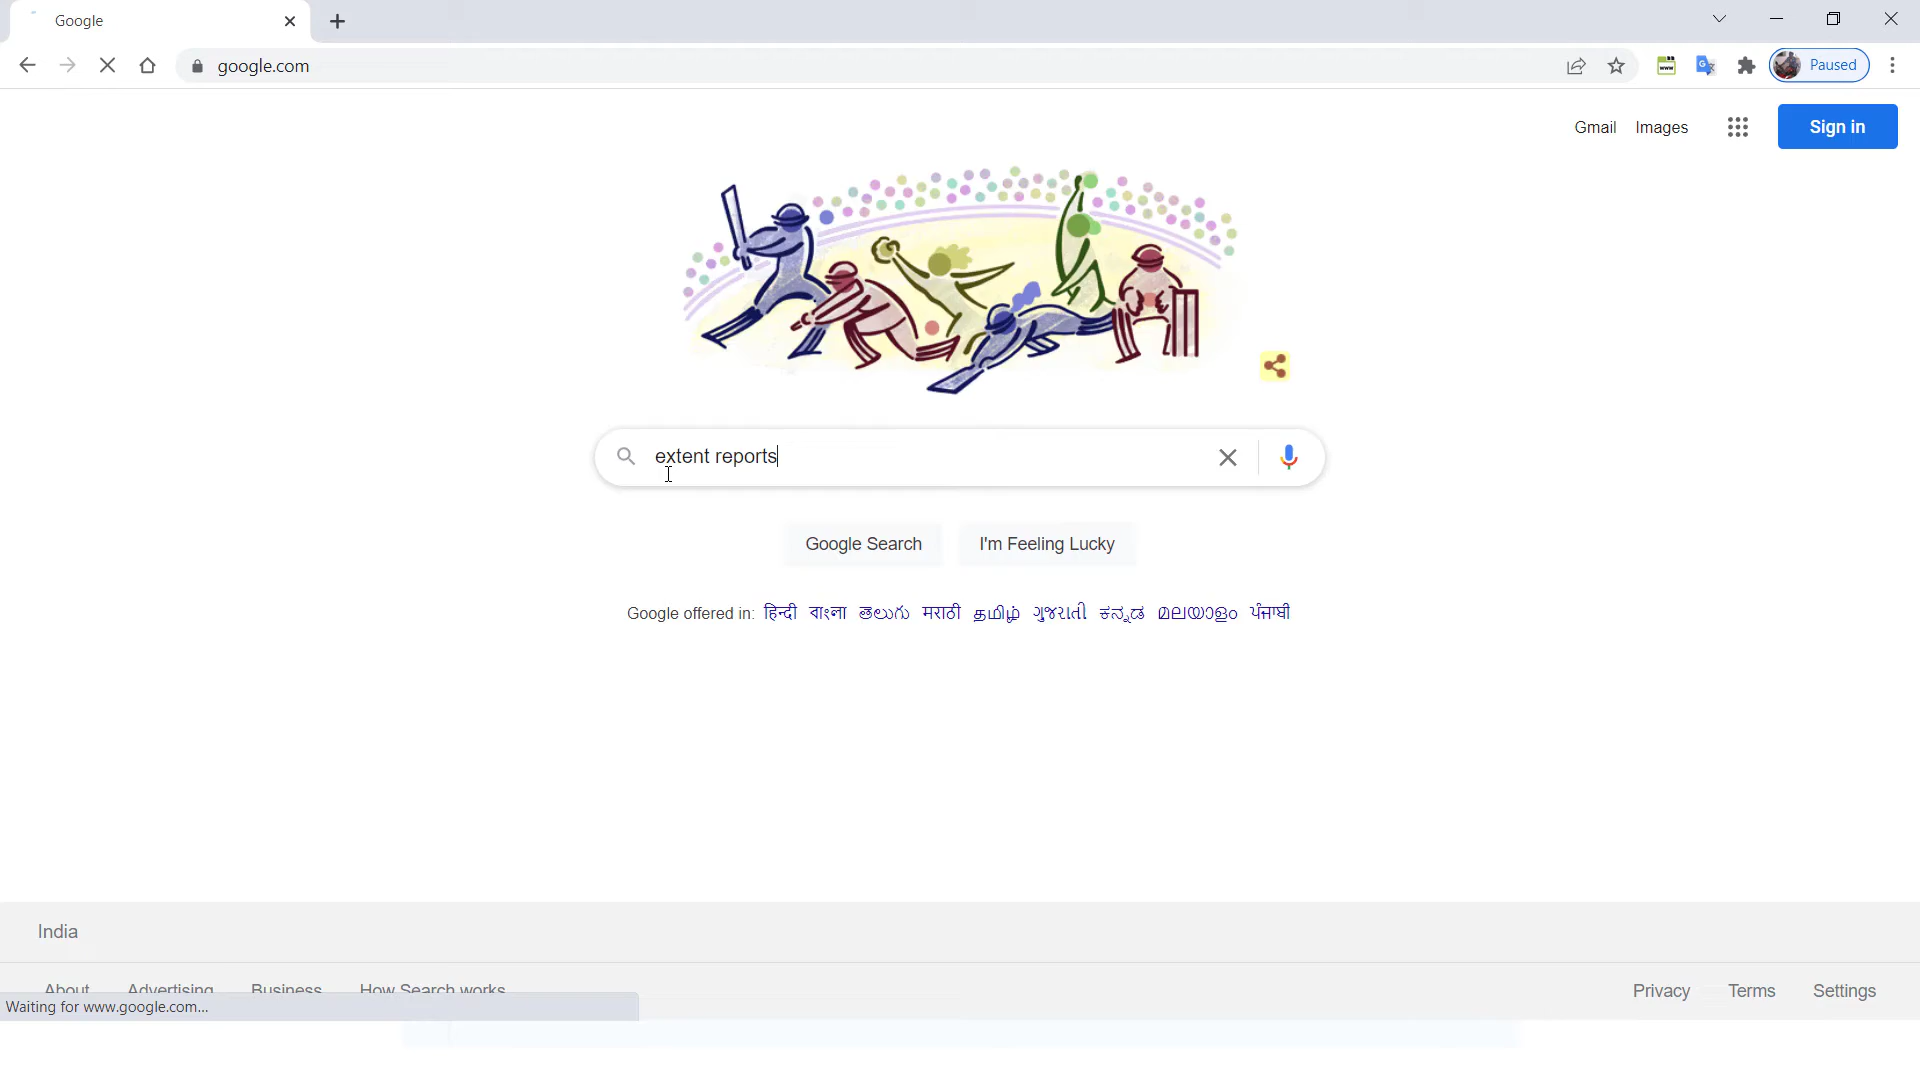 Google
google.com
Paused
Gmail Images Sign in
extent reports
Google Search I'm Feeling Lucky
Google offered in: हिन्दी বাংলা తెలుగు मराठी தமிழ் ગુજરાતી ಕನ್ನಡ മലയാളം ਪੰਜਾਬੀ
India
About Advertising Business How Search works Privacy Terms Settings
Waiting for www.google.com...